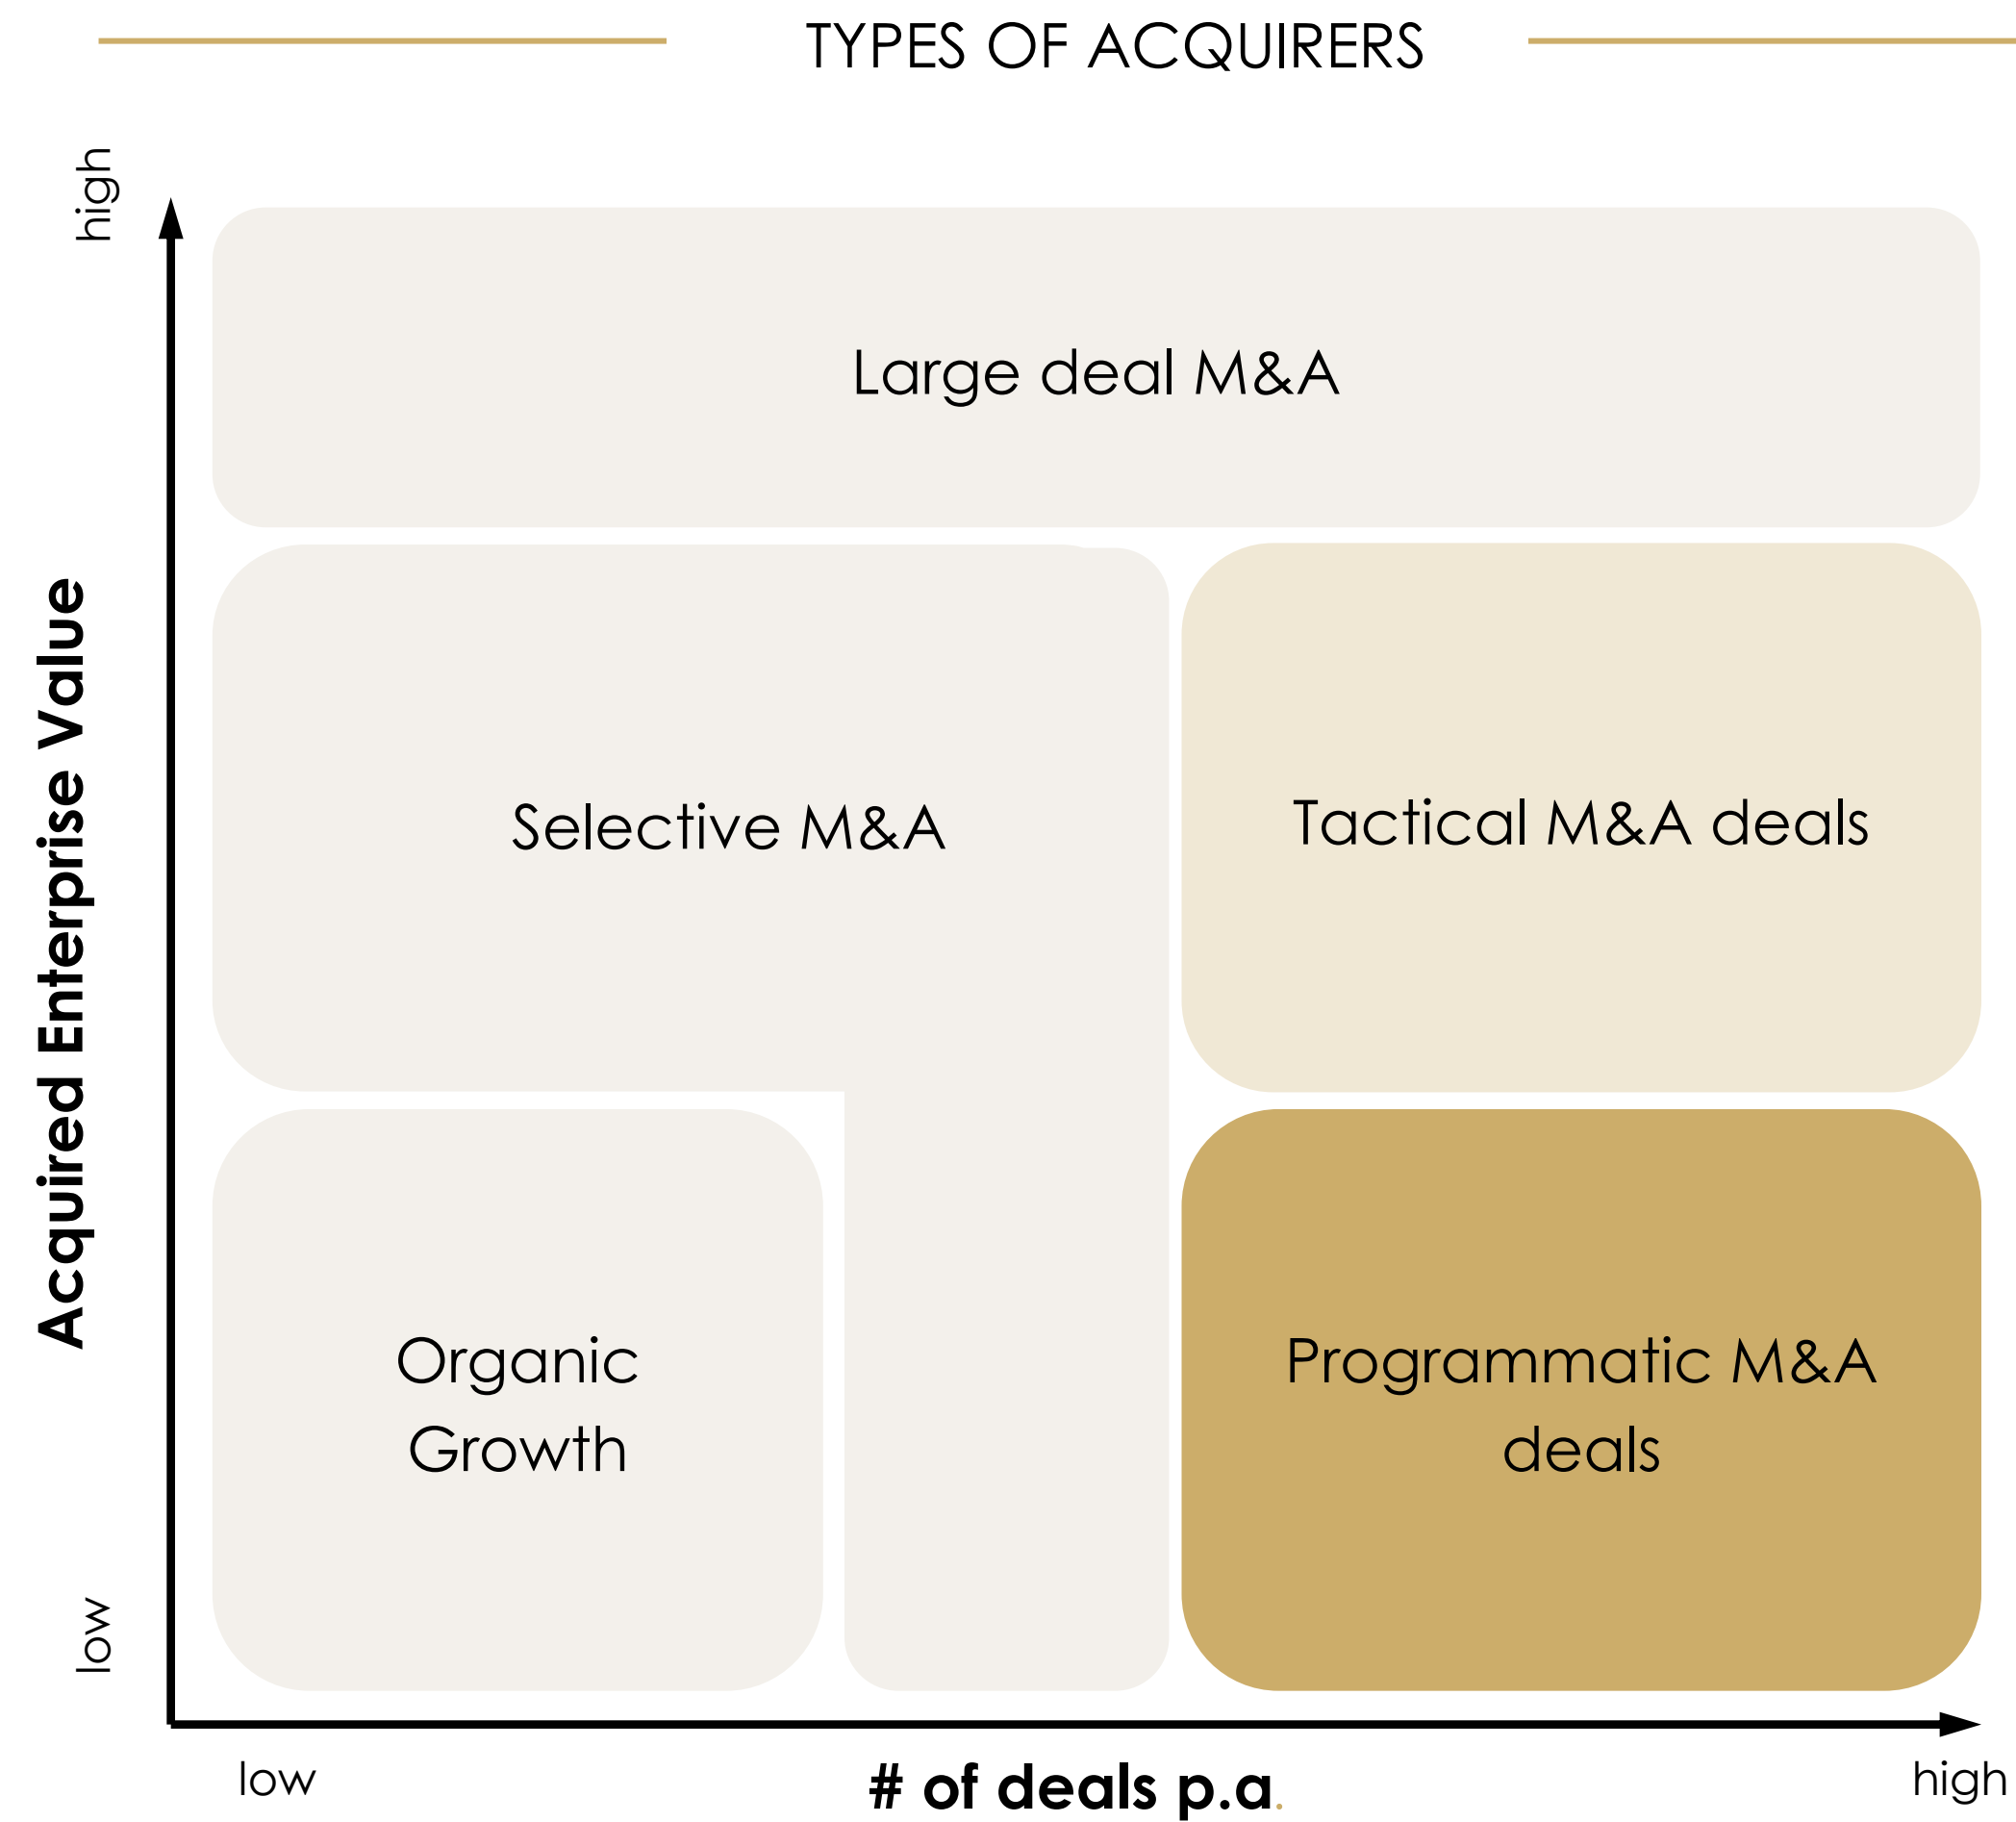 TYPES OF ACQUIRERS
high
Large deal M&A
Acquired Enterprise Value
Selective M&A
Tactical M&A deals
Organic
Growth
Programmatic M&A
deals
low
low
# of deals p.a.
high